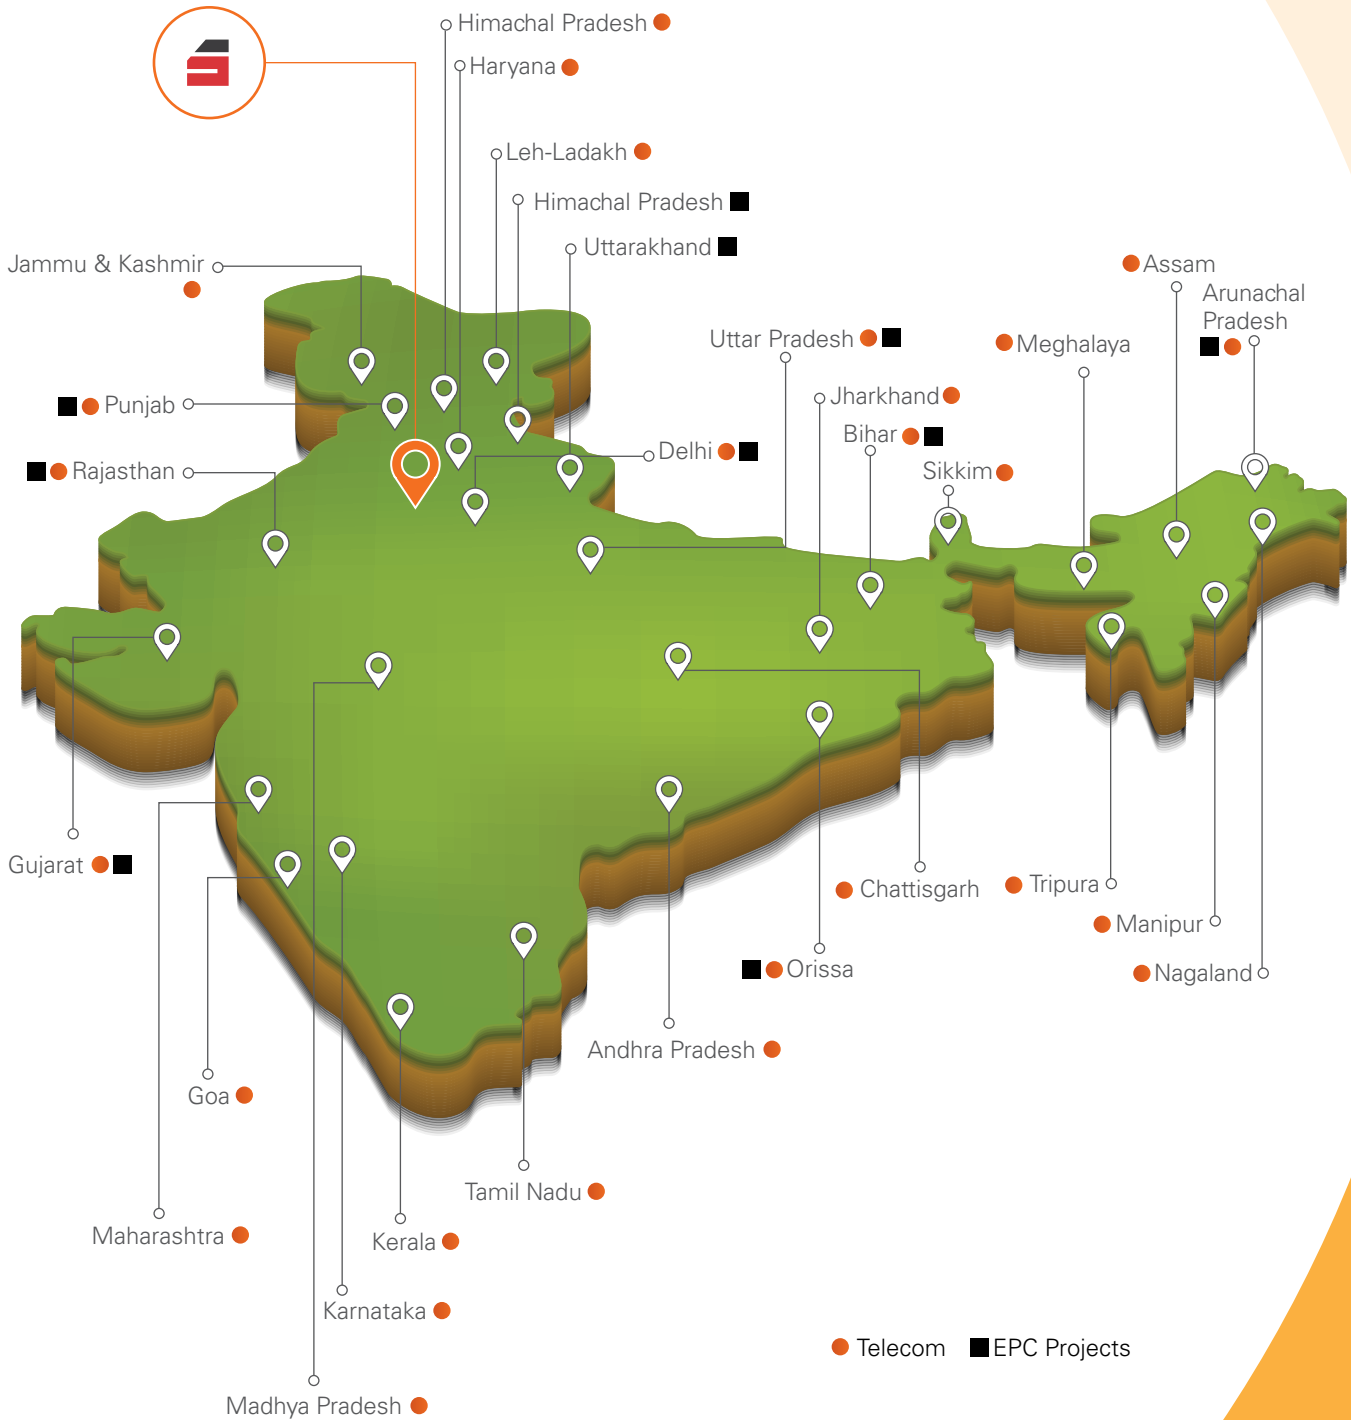 Himachal Pradesh
Haryana
Leh-Ladakh
Himachal Pradesh
Uttarakhand
Jammu & Kashmir
Assam
Arunachal
Pradesh
Uttar Pradesh
Meghalaya
Punjab
Jharkhand
Bihar
Delhi
Rajasthan
Sikkim
Gujarat
Chattisgarh
Tripura
Manipur
Orissa
Nagaland
Andhra Pradesh
Goa
Tamil Nadu
Maharashtra
Kerala
Karnataka
Telecom
EPC Projects
Madhya Pradesh